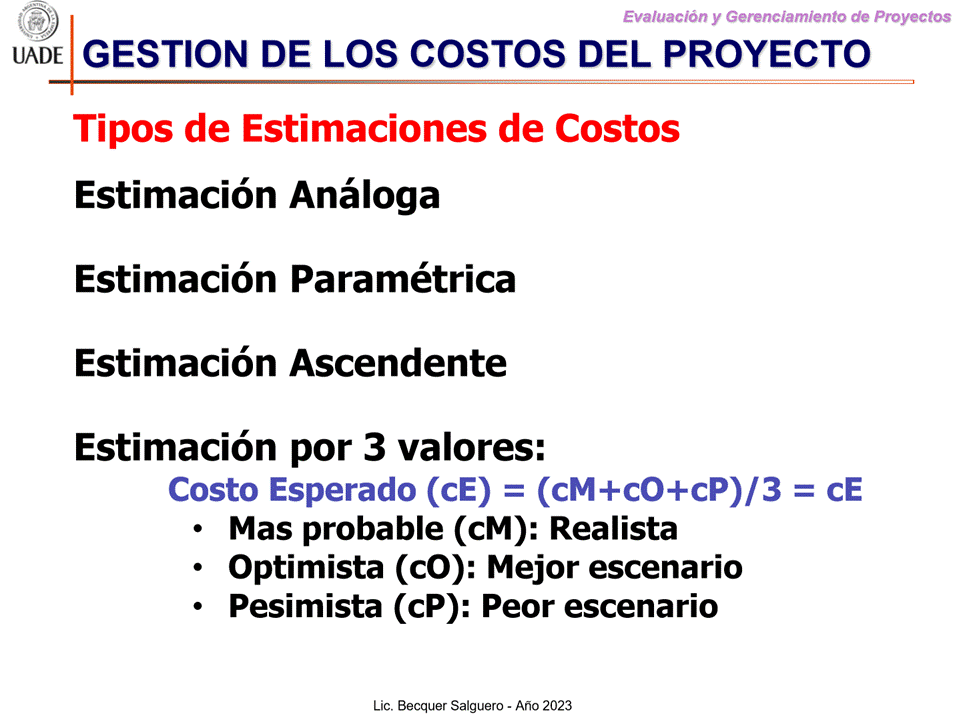 Evaluación y Gerenciamiento de Proyectos
UADE
GESTION DE LOS COSTOS DEL PROYECTO
Tipos de Estimaciones de Costos
Estimación Análoga
Estimación Paramétrica
Estimación Ascendente
Estimación por 3 valores:
Costo Esperado (cE) = (cM+cO+cP)/3 = cE
• Mas probable (cM): Realista
• Optimista (cO): Mejor escenario
• Pesimista (cP): Peor escenario
Lic. Becquer Salguero - Año 2023